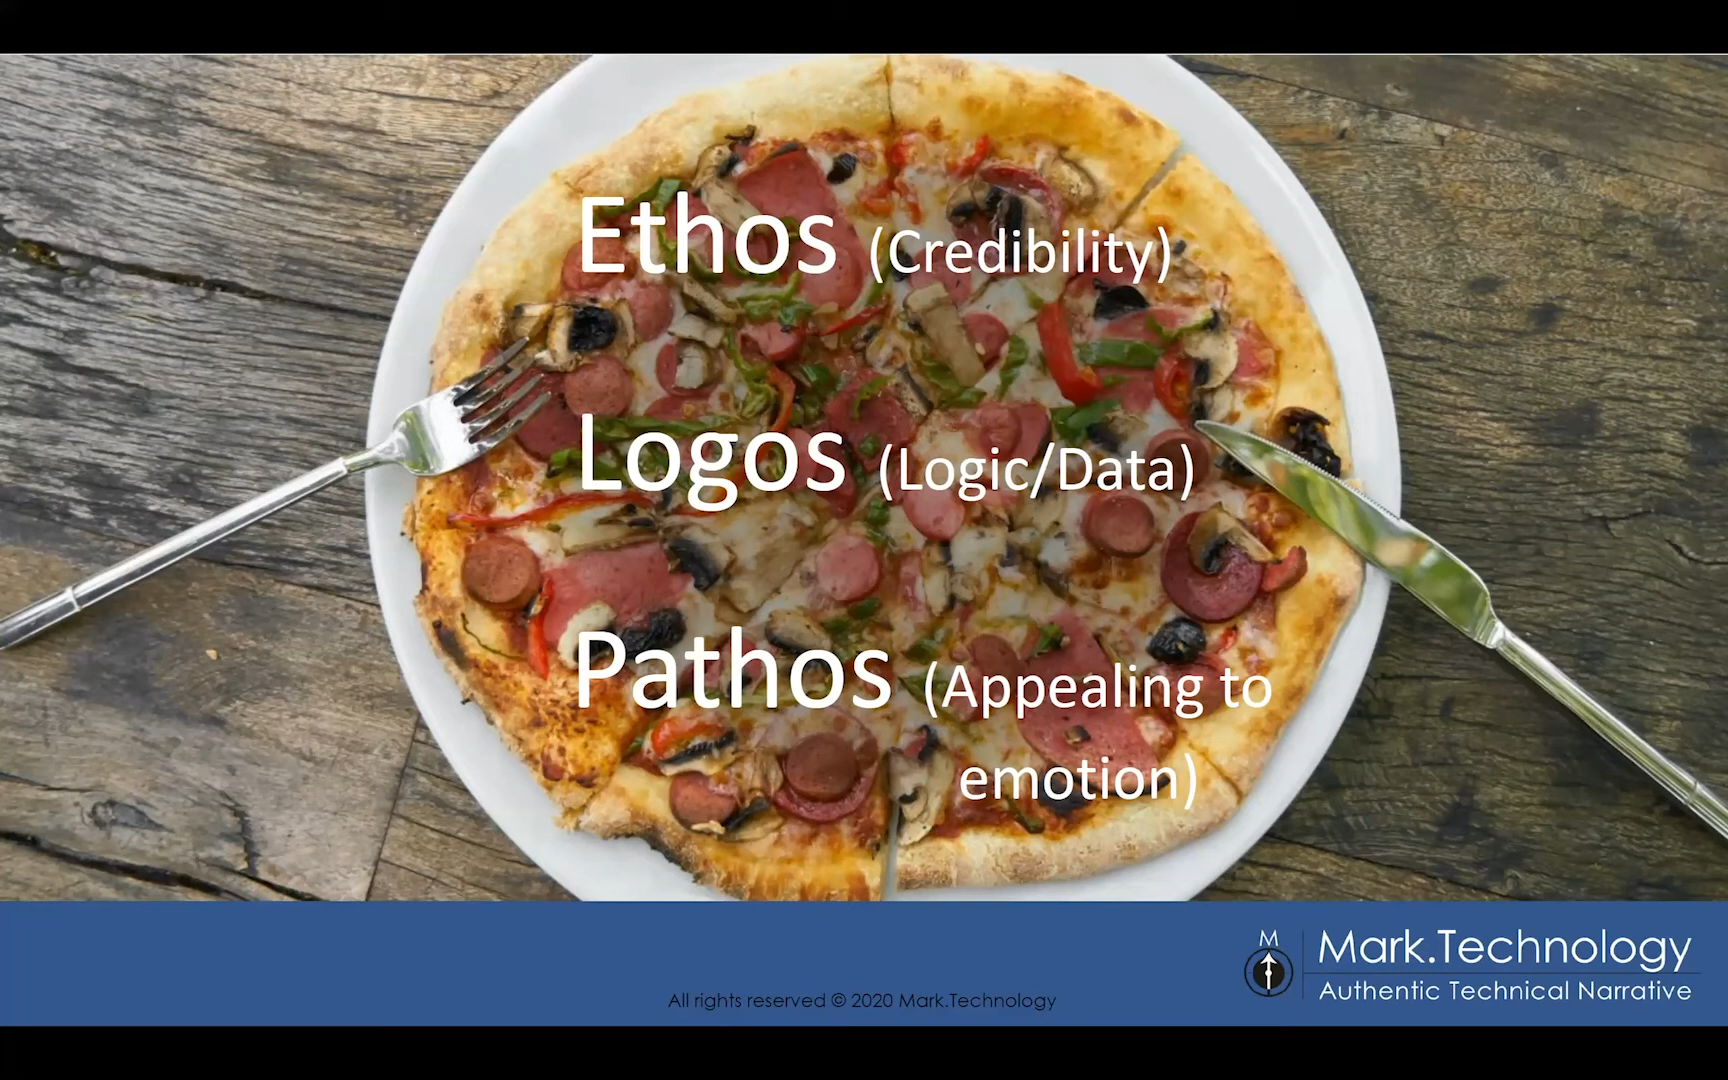 Ethos (Credibility)
Logos (Logic/Data)
Pathos (Appealing to
emotion)
M
Mark.Technology
Authentic Technical Narrative
All rights reserved © 2020 Mark.Technology